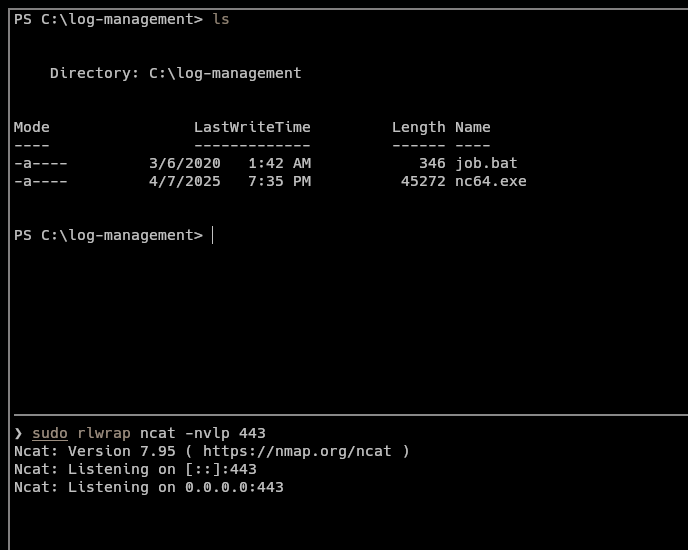 PS C:\log-management> ls
    Directory: C:\log-management
Mode                LastWriteTime         Length Name
----                -------------         ------ ----
-a----         3/6/2020   1:42 AM            346 job.bat
-a----         4/7/2025   7:35 PM          45272 nc64.exe
PS C:\log-management>
❯ sudo rlwrap ncat -nvlp 443
Ncat: Version 7.95 ( https://nmap.org/ncat )
Ncat: Listening on [::]:443
Ncat: Listening on 0.0.0.0:443